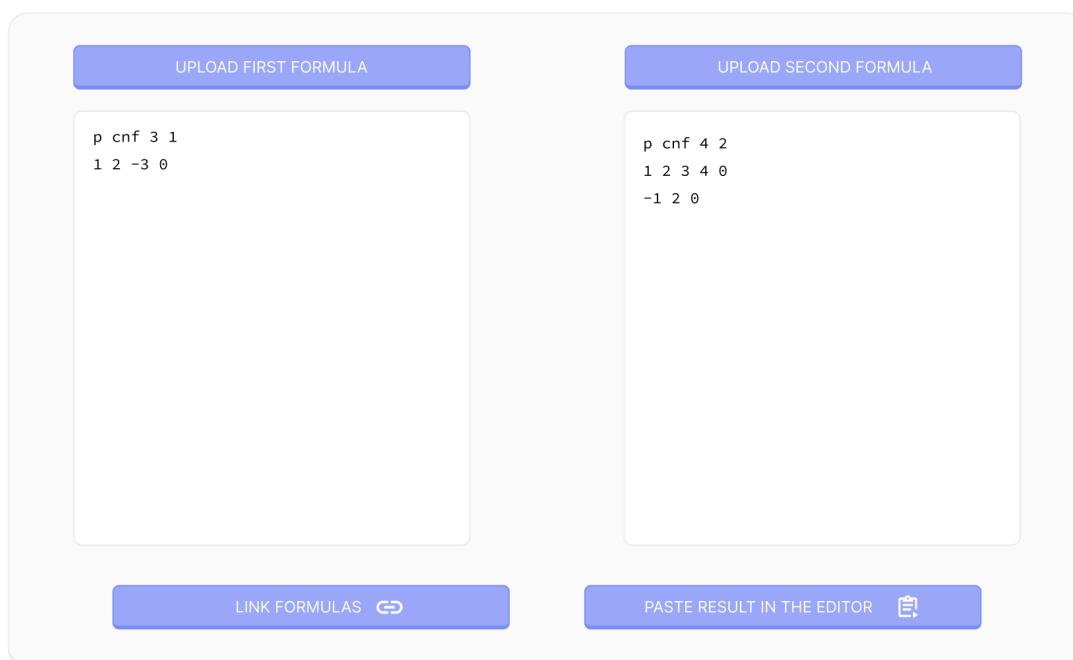 UPLOAD FIRST FORMULA
UPLOAD SECOND FORMULA
p cnf 3 1
1 2 -3 0
p cnf 4 2
1 2 3 4 0
-1 2 0
LINK FORMULAS
PASTE RESULT IN THE EDITOR